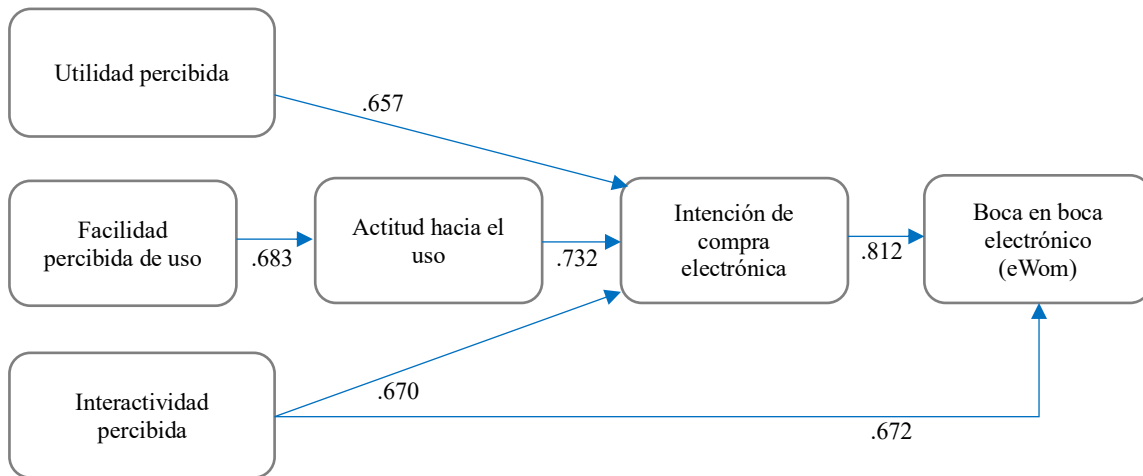 Utilidad percibida
.657
Facilidad
percibida de uso
.683
Actitud hacia el
uso
.732
Intención de
compra
electrónica
.812
Boca en boca
electrónico
(eWom)
Interactividad
percibida
.670
.672